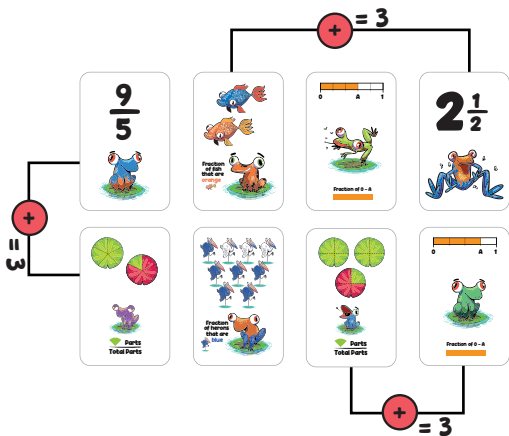 + = 3
9
5
Fraction
of fish
that are
orange
0 A 1
Fraction of 0 - A
2 1
2
+
= 3
Parts
Total Parts
Fraction
of herons
that are
blue
Parts
Total Parts
0 A 1
Fraction of 0 - A
+ = 3